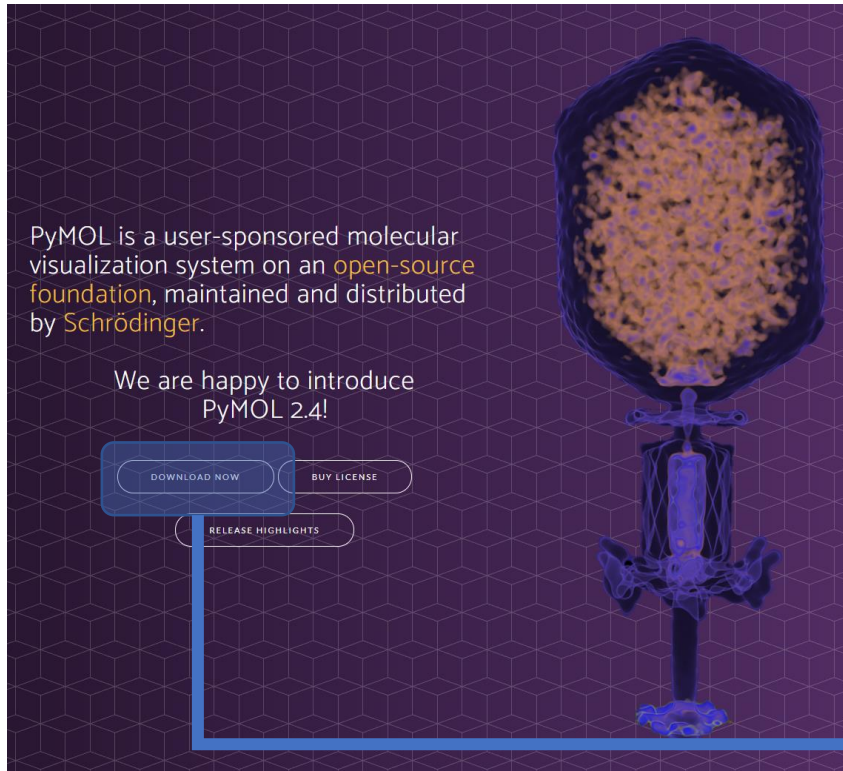 PyMOL is a user-sponsored molecular
visualization system on an open-source
foundation, maintained and distributed
by Schrödinger.
We are happy to introduce
PyMOL 2.4!
DOWNLOAD NOW
BUY LICENSE
RELEASE HIGHLIGHTS